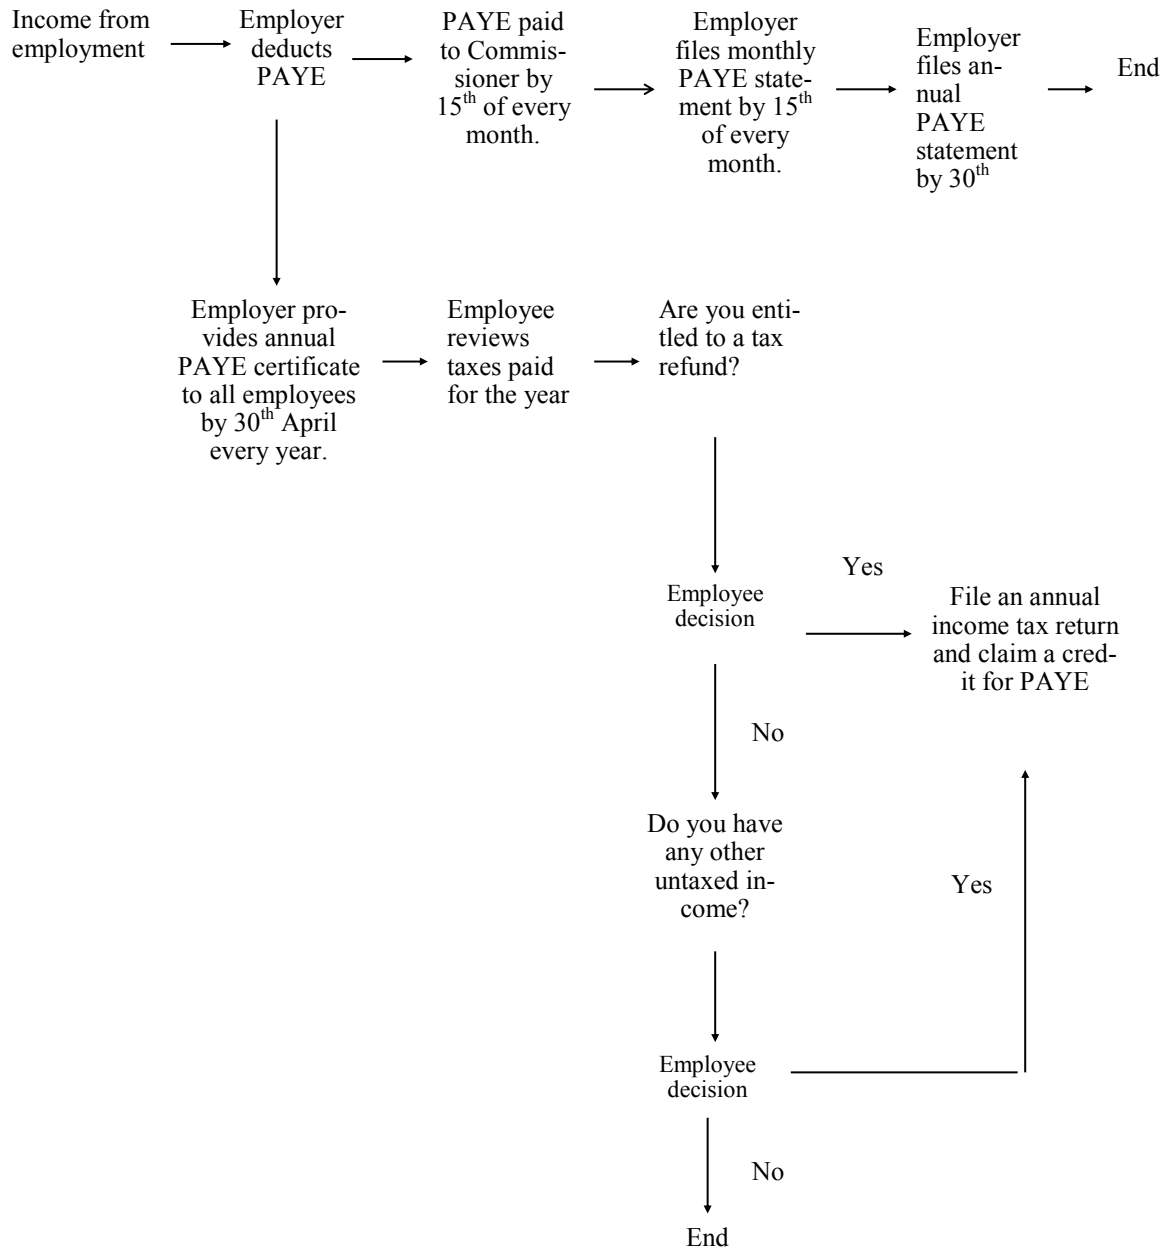 Income from
employment
Employer
deducts
PAYE
PAYE paid
to Commis-
sioner by
15th of every
month.
Employer
files monthly
PAYE state-
ment by 15th
of every
month.
Employer
files an-
nual
PAYE
statement
by 30th
End
Employer pro-
vides annual
PAYE certificate
to all employees
by 30th April
every year.
Employee
reviews
taxes paid
for the year
Are you enti-
tled to a tax
refund?
Employee
decision
Yes
File an annual
income tax return
and claim a cred-
it for PAYE
No
Do you have
any other
untaxed in-
come?
Yes
Employee
decision
No
End